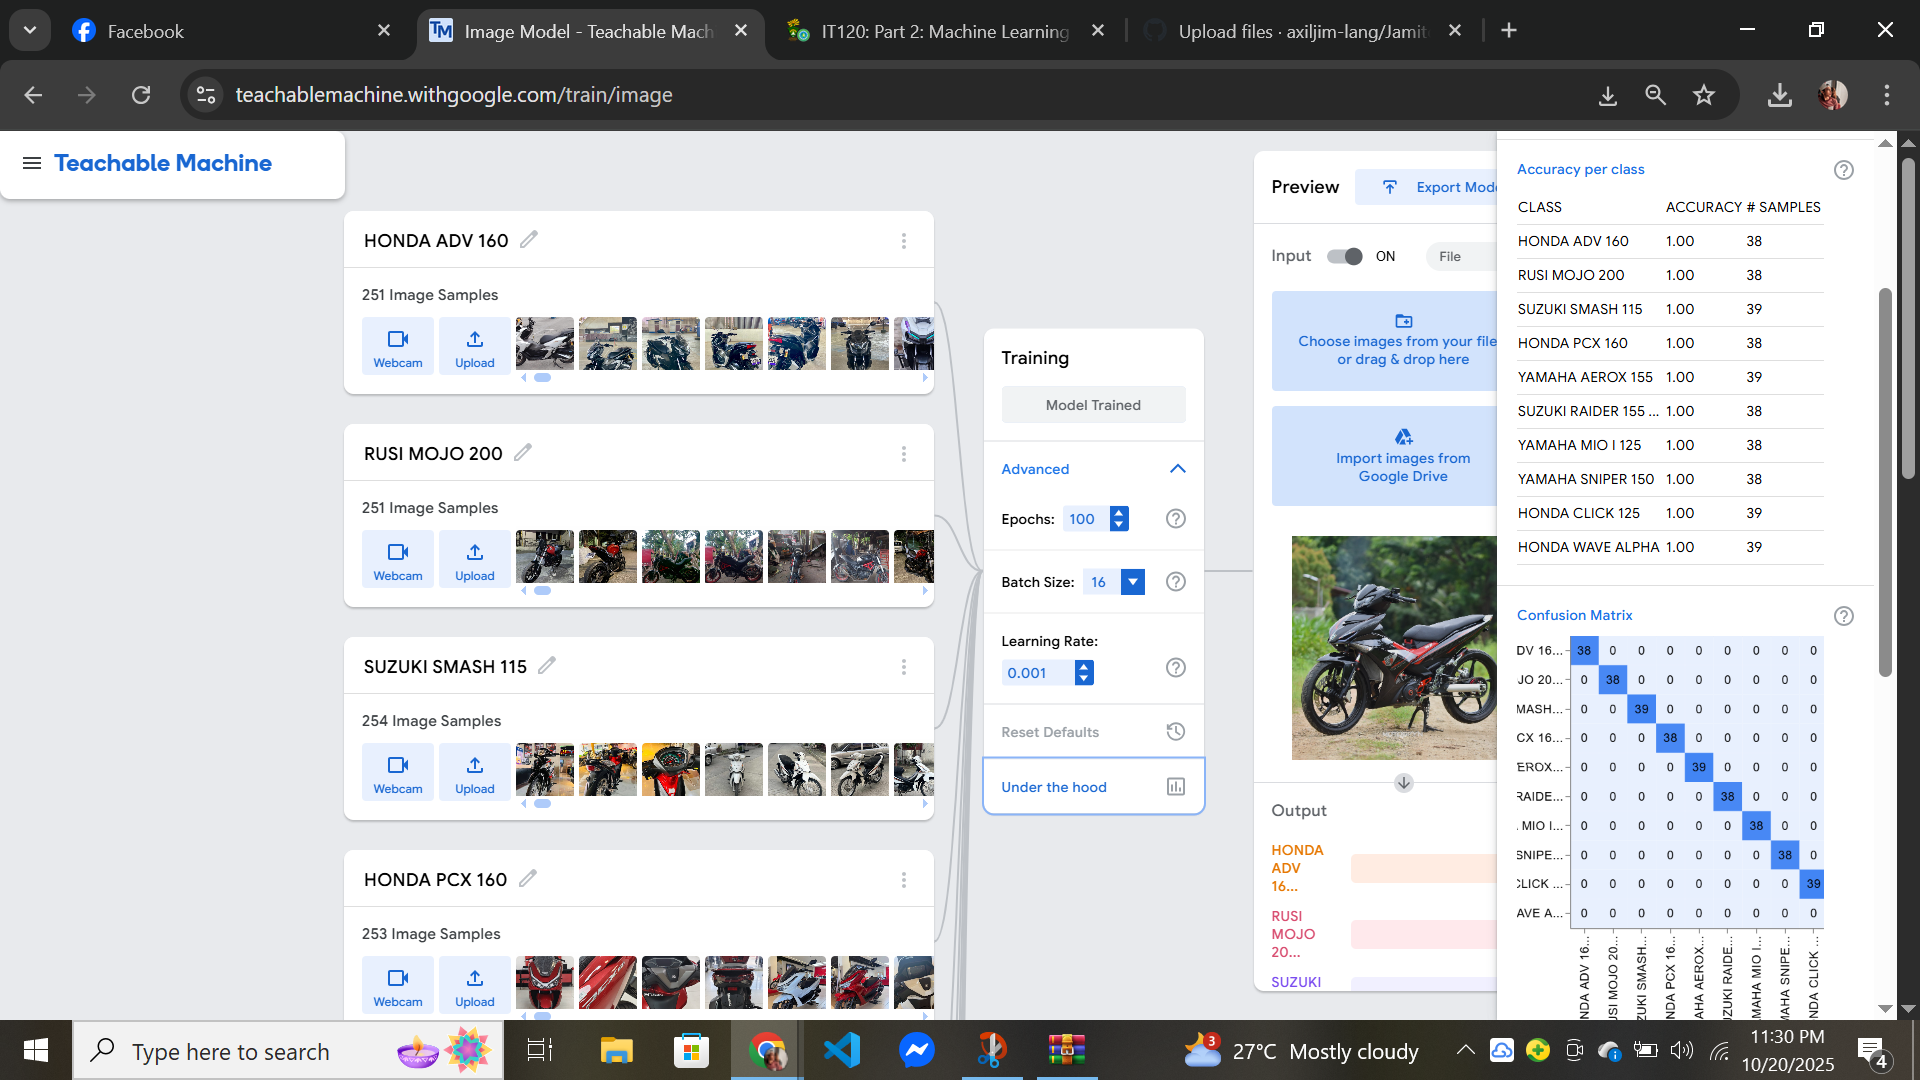 Facebook
Image Model - Teachable Mach
IT120: Part 2: Machine Learning
Upload files · axiljim-lang/Jamit
teachablemachine.withgoogle.com/train/image
Teachable Machine
HONDA ADV 160
251 Image Samples
Webcam
Upload
RUSI MOJO 200
251 Image Samples
Webcam
Upload
SUZUKI SMASH 115
254 Image Samples
Webcam
Upload
HONDA PCX 160
253 Image Samples
Webcam
Upload
Training
Model Trained
Advanced
Epochs: 100
Batch Size: 16
Learning Rate:
0.001
Reset Defaults
Under the hood
Preview
Export Mode
Input ON File
Choose images from your file
or drag & drop here
Import images from
Google Drive
Output
HONDA
ADV
16...
RUSI
MOJO
20...
SUZUKI
Accuracy per class
CLASS ACCURACY # SAMPLES
HONDA ADV 160 1.00 38
RUSI MOJO 200 1.00 38
SUZUKI SMASH 115 1.00 39
HONDA PCX 160 1.00 38
YAMAHA AEROX 155 1.00 39
SUZUKI RAIDER 155 ... 1.00 38
YAMAHA MIO I 125 1.00 38
YAMAHA SNIPER 150 1.00 38
HONDA CLICK 125 1.00 39
HONDA WAVE ALPHA 1.00 39
Confusion Matrix
DV 16... 38 0 0 0 0 0 0 0 0
JO 20... 0 38 0 0 0 0 0 0 0
MASH... 0 0 39 0 0 0 0 0 0
CX 16... 0 0 0 38 0 0 0 0 0
EROX... 0 0 0 0 39 0 0 0 0
RAIDE... 0 0 0 0 0 38 0 0 0
MIO I... 0 0 0 0 0 0 38 0 0
SNIPE... 0 0 0 0 0 0 0 38 0
CLICK ... 0 0 0 0 0 0 0 0 39
AVE A... 0 0 0 0 0 0 0 0 0
NDA ADV 16...
USI MOJO 20...
ZUKI SMASH...
NDA PCX 16...
AHA AEROX...
UZUKI RAIDE...
MAHA MIO I...
MAHA SNIPE...
NDA CLICK ...
Type here to search
3
27°C Mostly cloudy
11:30 PM
10/20/2025
4